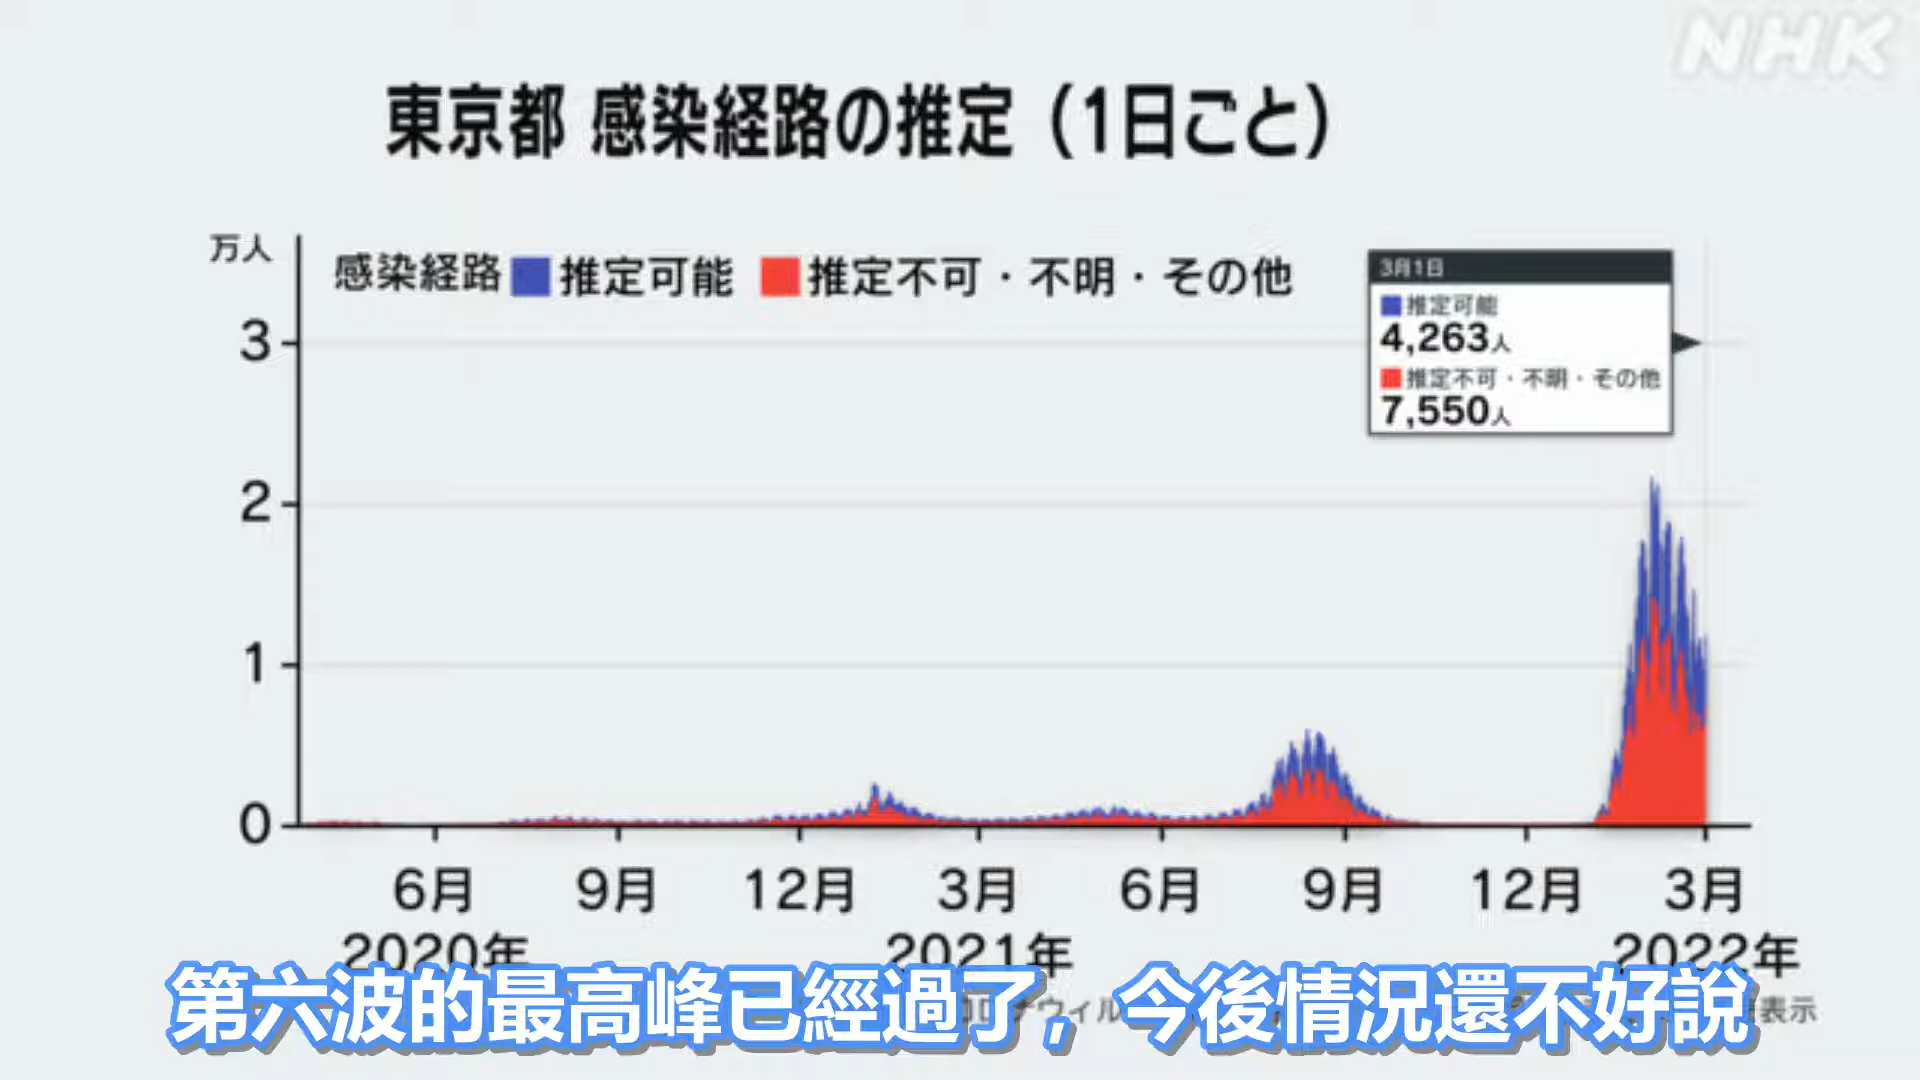 NHK
東京都 感染経路の推定（1日ごと）
万人
感染経路 推定可能 推定不可・不明・その他
3月1日
推定可能
4,263人
推定不可・不明・その他
7,550人
3
2
1
0
6月 9月 12月 3月 6月 9月 12月 3月
2020年 2021年 2022年
第六波的最高峰已經過了，今後情況還不好說
表示